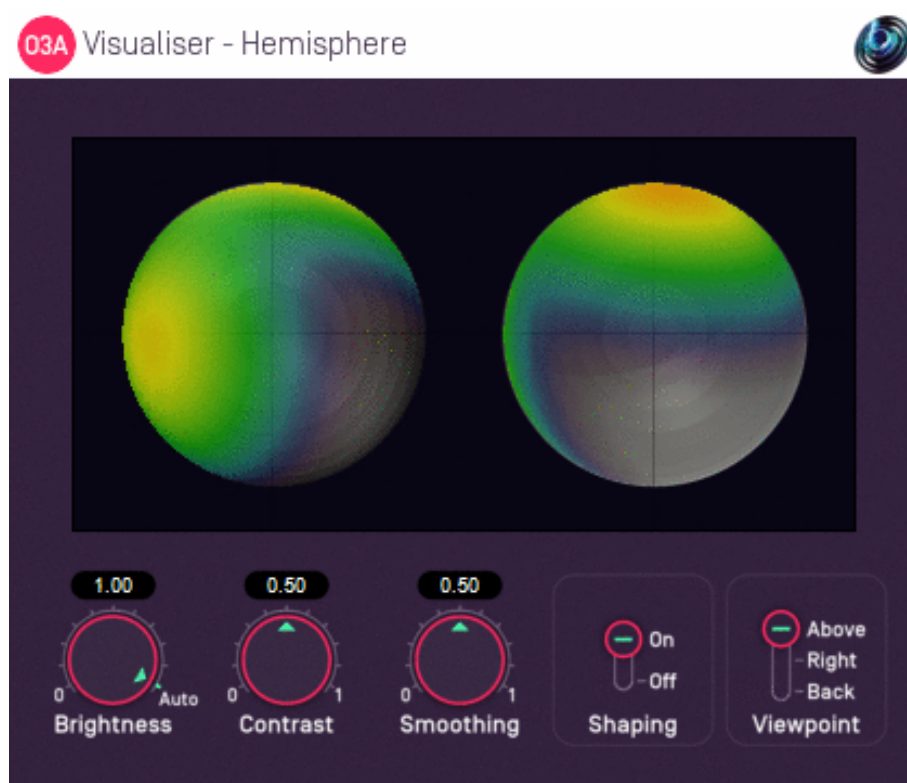 O3A Visualiser - Hemisphere
1.00 0.50 0.50
On
Off
Above
Right
Back
0 Auto 0 1 0 1
Brightness Contrast Smoothing Shaping Viewpoint